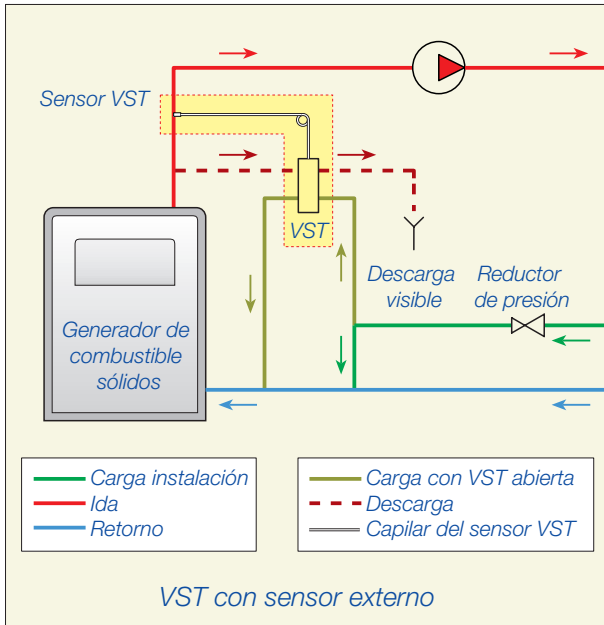 Sensor VST
VST
Descarga
visible
Reductor
de presión
Generador de
combustible
sólidos
Carga instalación
Ida
Retorno
Carga con VST abierta
Descarga
Capilar del sensor VST
VST con sensor externo